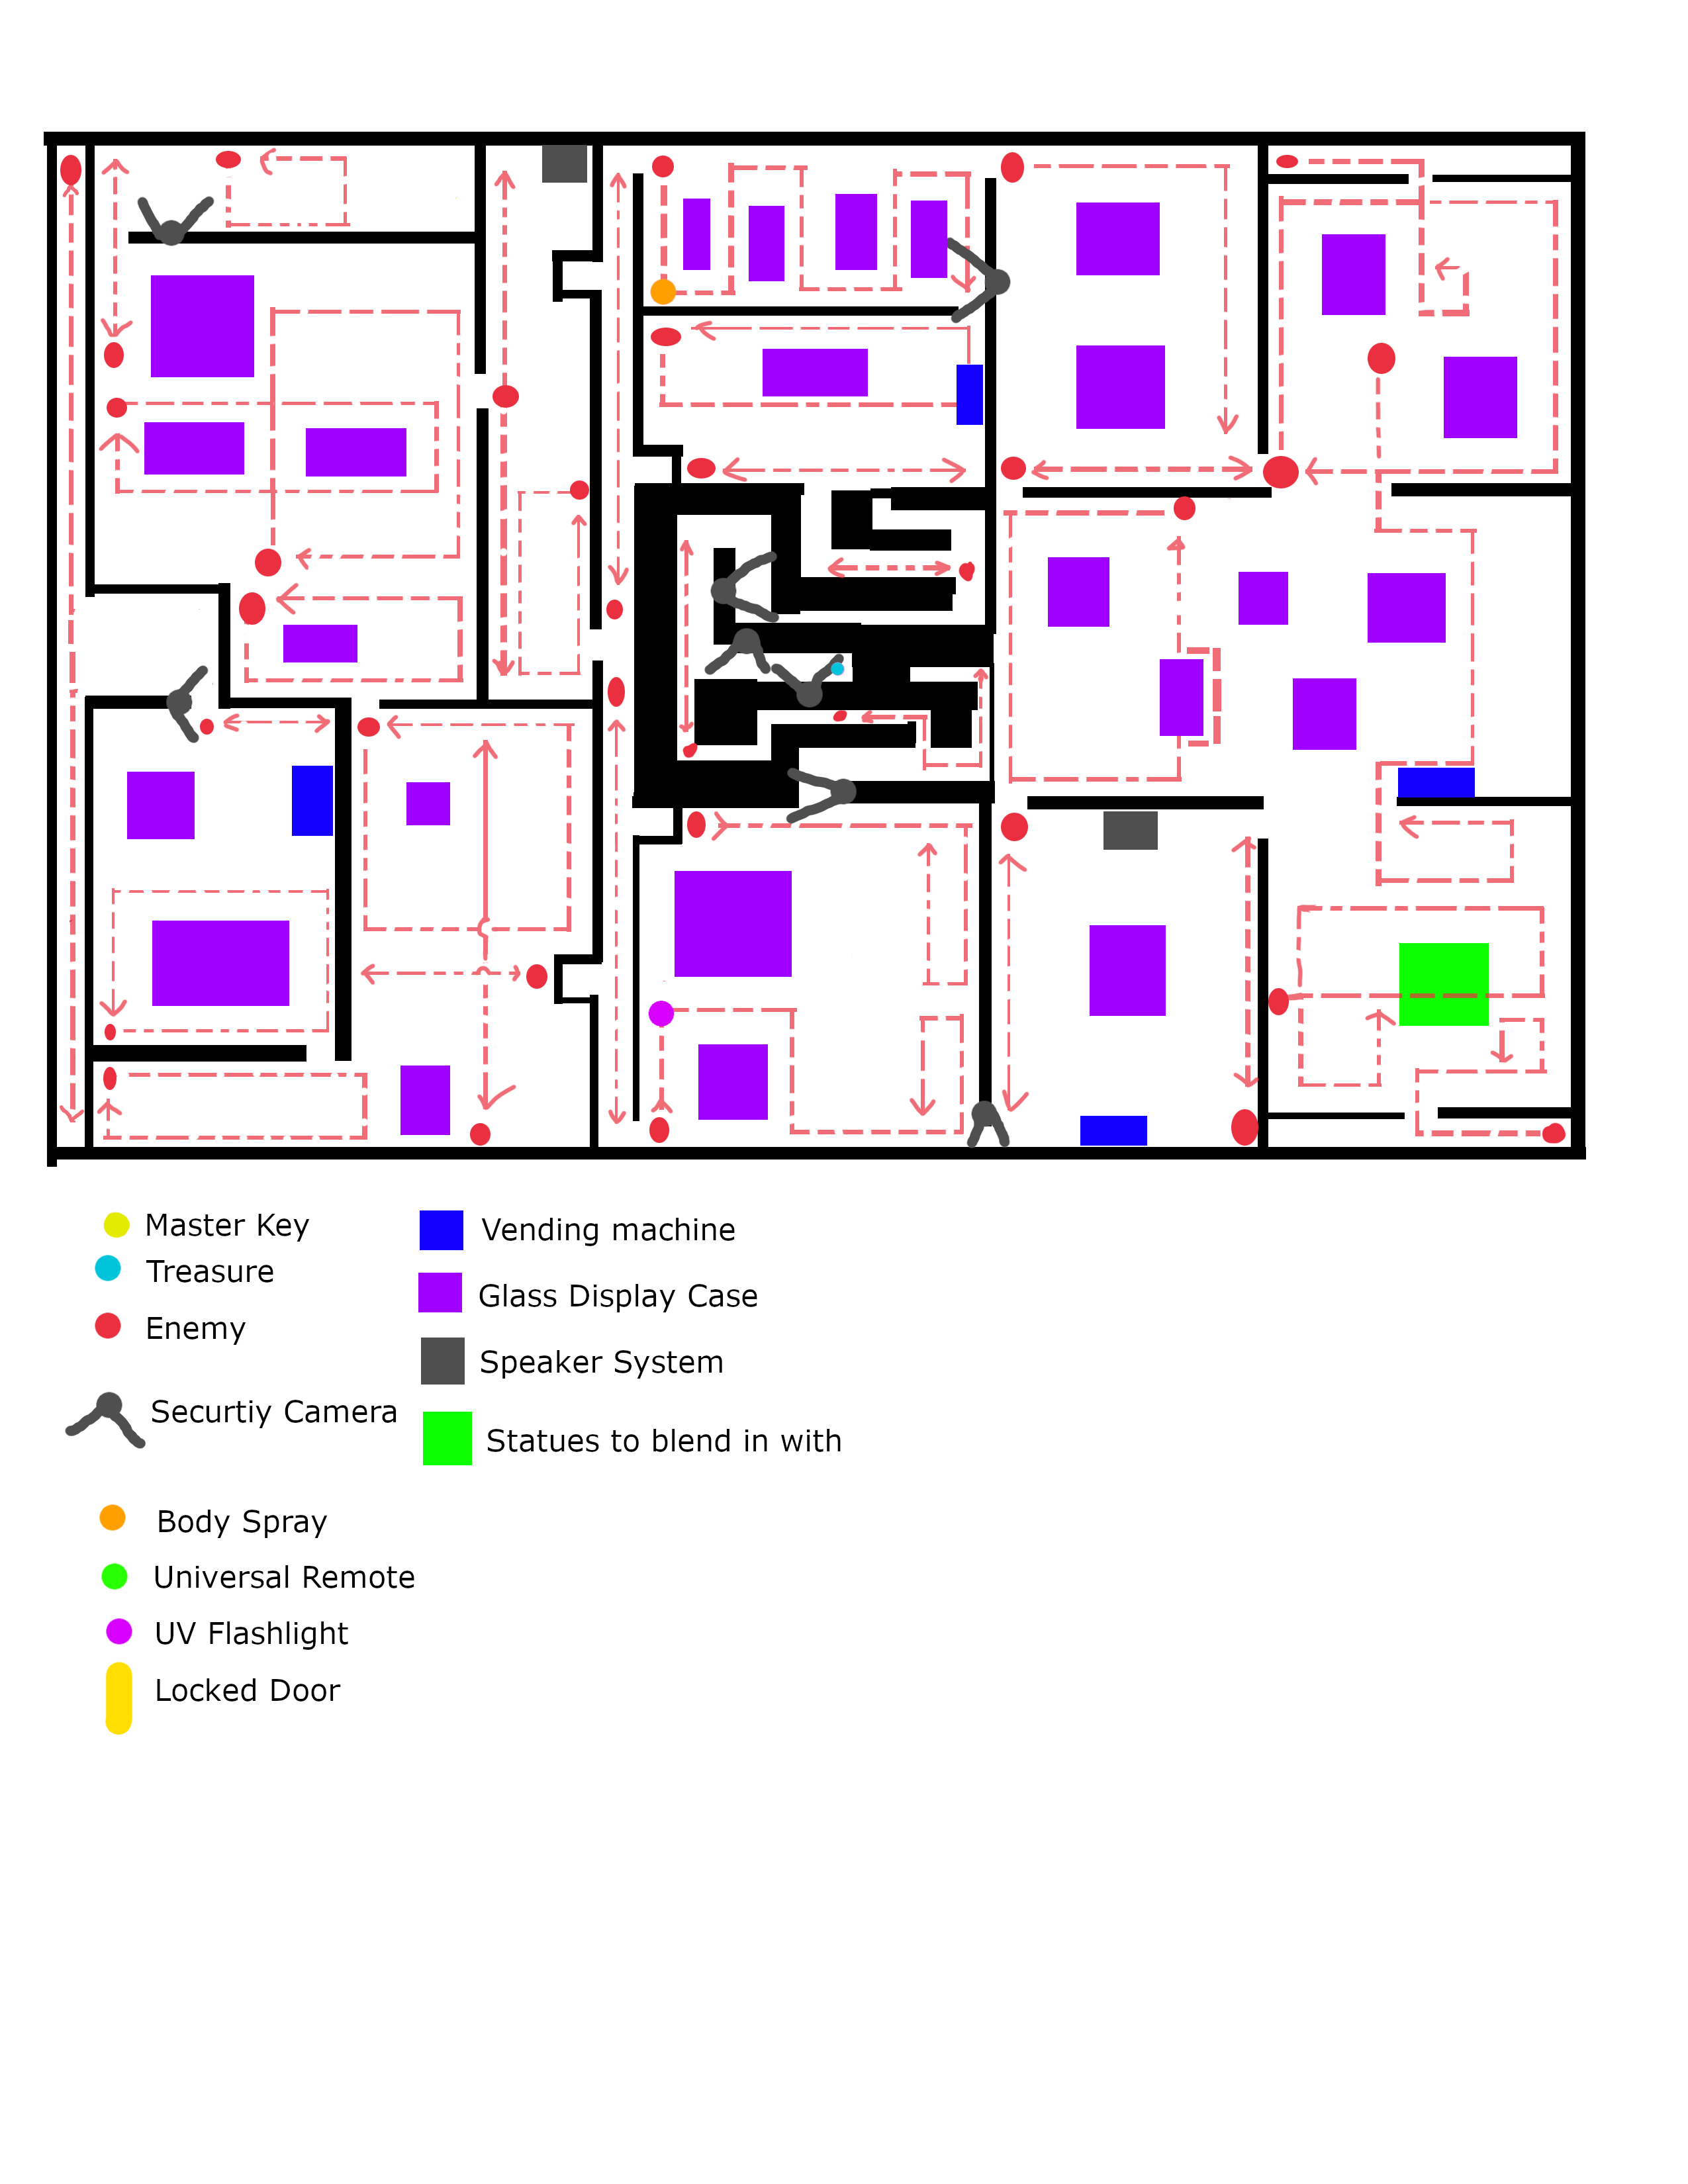 Master Key
Treasure
Enemy
Securtiy Camera
Body Spray
Universal Remote
UV Flashlight
Locked Door
Vending machine
Glass Display Case
Speaker System
Statues to blend in with